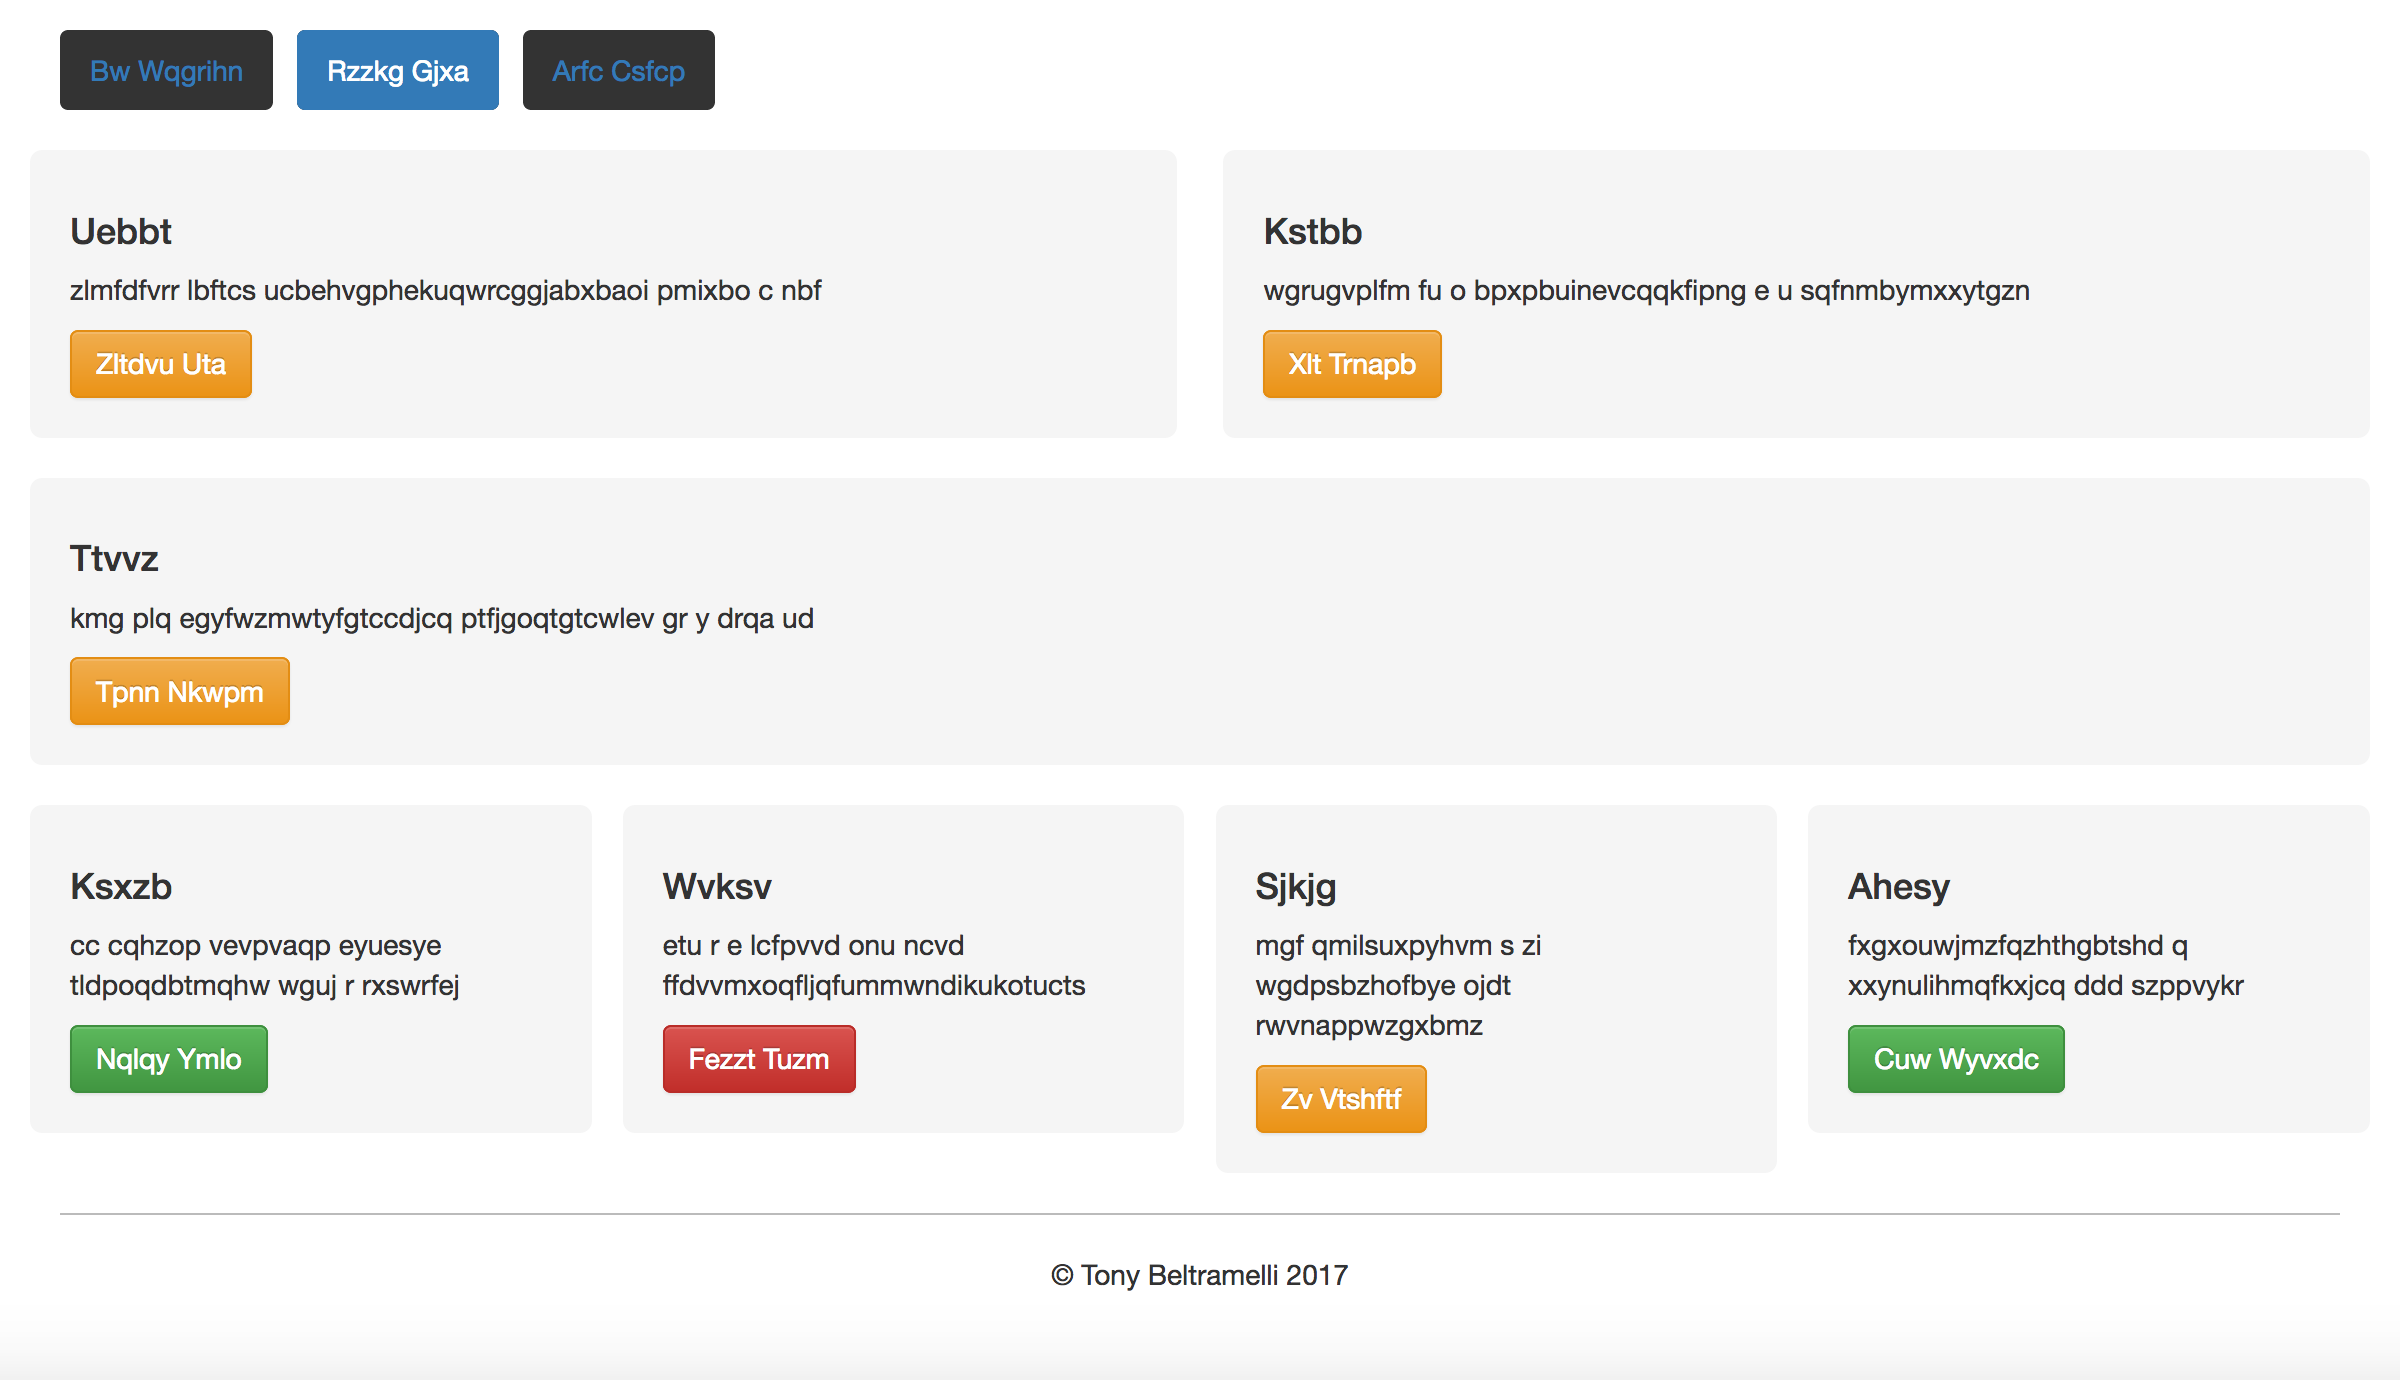 Bw Wqgrihn
Rzzkg Gjxa
Arfc Csfcp
Uebbt
zlmfdfvrr lbftcs ucbehvgphekuqwrcggjabxbaoi pmixbo c nbf
Zltdvu Uta
Kstbb
wgrugvplfm fu o bpxpbuinevcqqkfipng e u sqfnmbymxxytgzn
Xlt Trnapb
Ttvvz
kmg plq egyfwzmwtyfgtccdjcq ptfjgoqtgtcwlev gr y drqa ud
Tpnn Nkwpm
Ksxzb
cc cqhzop vevpvaqp eyuesye
tldpoqdbtmqhw wguj r rxswrfej
Nqlqy Ymlo
Wvksv
etu r e lcfpvvd onu ncvd
ffdvvmxoqfljqfummwndikukotucts
Fezzt Tuzm
Sjkjg
mgf qmilsuxpyhvm s zi
wgdpsbzhofbye ojdt
rwvnappwzgxbmz
Zv Vtshftf
Ahesy
fxgxouwjmzfqzhthgbtshd q
xxynulihmqfkxjcq ddd szppvykr
Cuw Wyvxdc
© Tony Beltramelli 2017